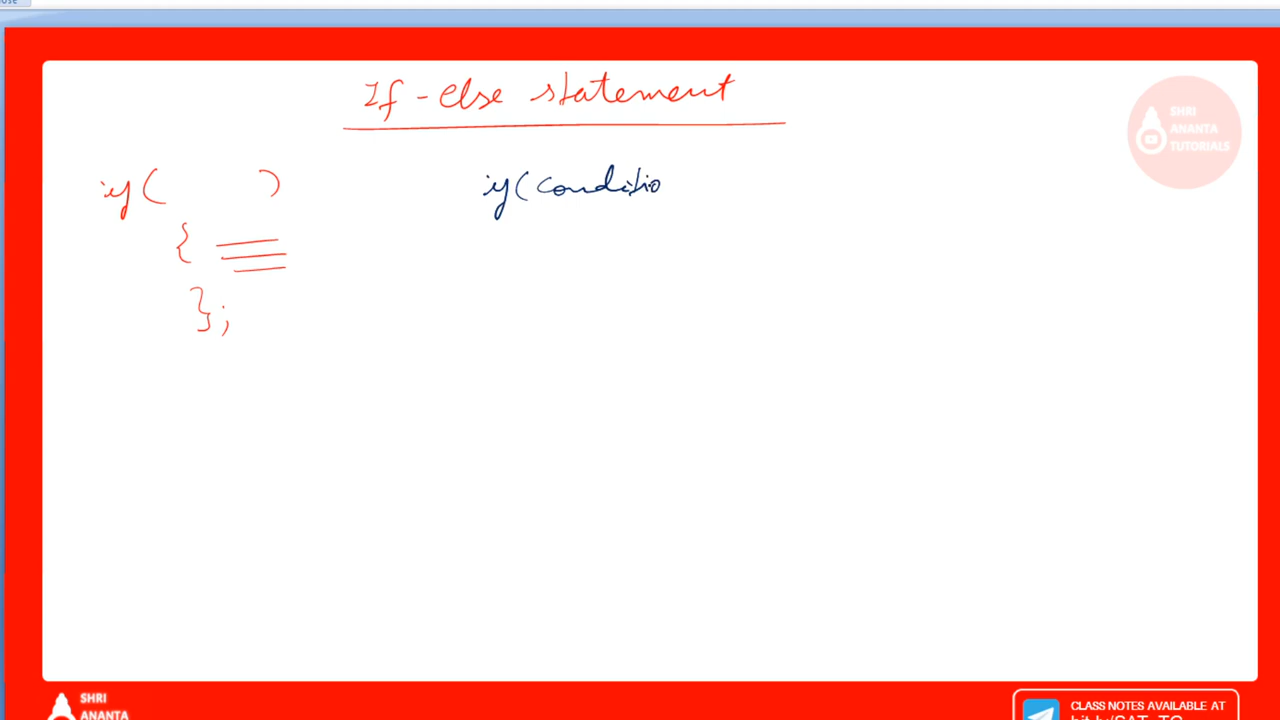 If-else statement
SHRI
ANANTA
TUTORIALS
if(        )
{
};
if(conditio
SHRI
ANANTA
CLASS NOTES AVAILABLE AT